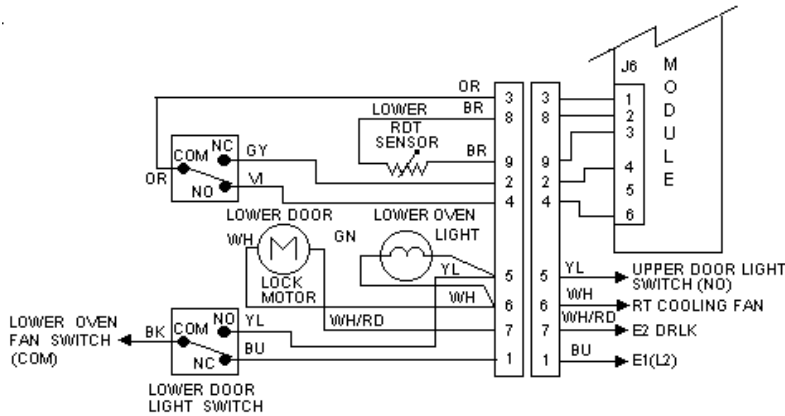 J6
MODULE
OR
3 3 1
LOWER BR
8 8 2
RDT
SENSOR
3
NC
COM
GY
BR
9 9
4
OR
2 2
5
NO
VI
4 4
6
LOWER DOOR
LOWER OVEN
LIGHT
WH
M
GN
LOCK
MOTOR
YL
5 5
YL
UPPER DOOR LIGHT
SWITCH (NO)
WH
6 6
WH
RT COOLING FAN
WH/RD
7 7
WH/RD
E2 DRLK
LOWER OVEN
FAN SWITCH
(COM)
BK
COM
NO
YL
NC
BU
1 1
BU
E1(L2)
LOWER DOOR
LIGHT SWITCH